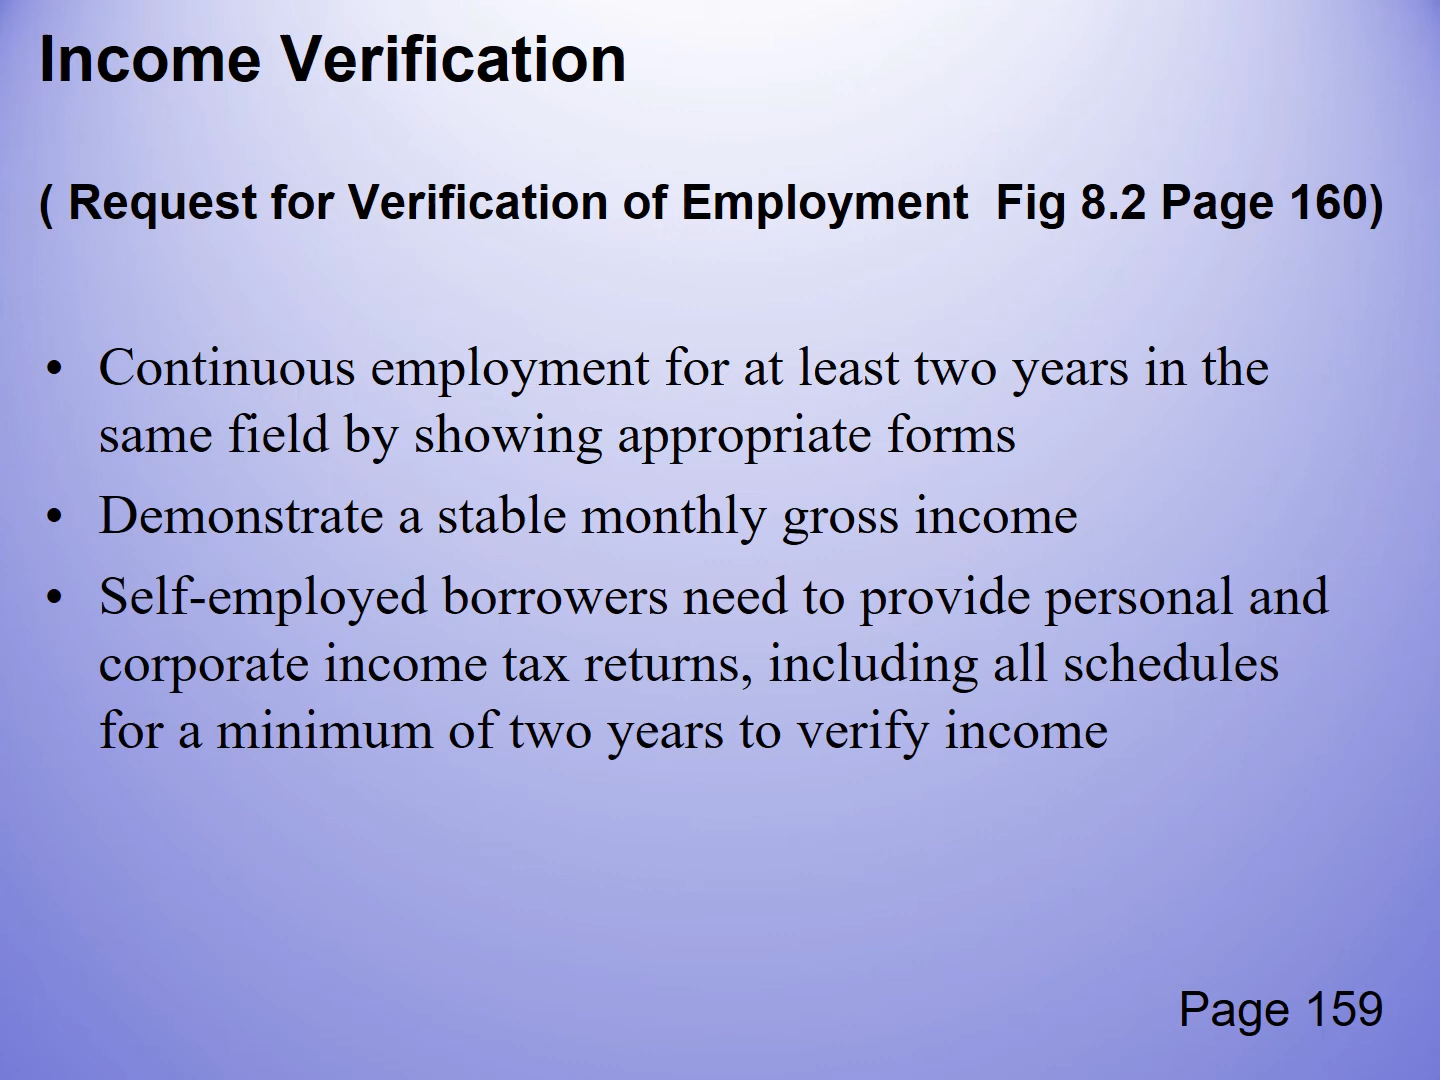 Income Verification
( Request for Verification of Employment  Fig 8.2 Page 160)
• Continuous employment for at least two years in the
same field by showing appropriate forms
• Demonstrate a stable monthly gross income
• Self-employed borrowers need to provide personal and
corporate income tax returns, including all schedules
for a minimum of two years to verify income
Page 159